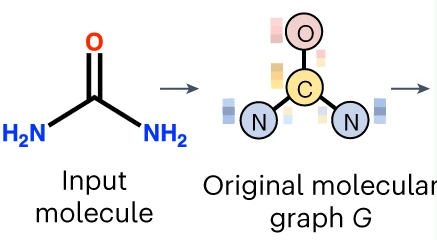 O
H₂N
NH₂
Input
molecule
O
C
N
N
Original molecular
graph G